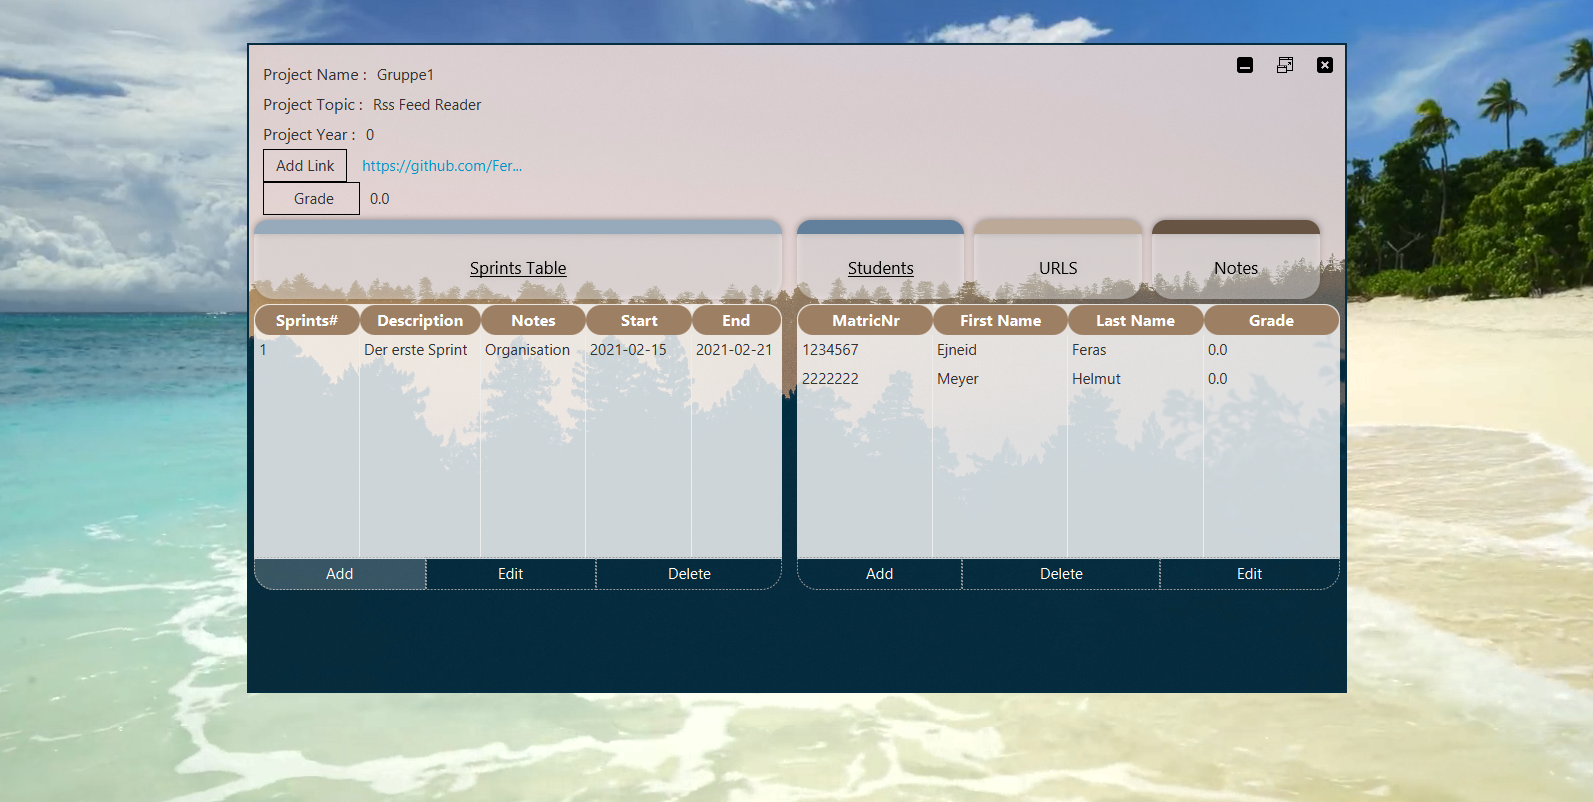 Project Name : Gruppe1
Project Topic : Rss Feed Reader
Project Year : 0
Add Link https://github.com/Fer...
Grade 0.0
Sprints Table Students URLS Notes
Sprints# Description Notes Start End MatricNr First Name Last Name Grade
1 Der erste Sprint Organisation 2021-02-15 2021-02-21 1234567 Ejneid Feras 0.0
2222222 Meyer Helmut 0.0
Add Edit Delete Add Delete Edit